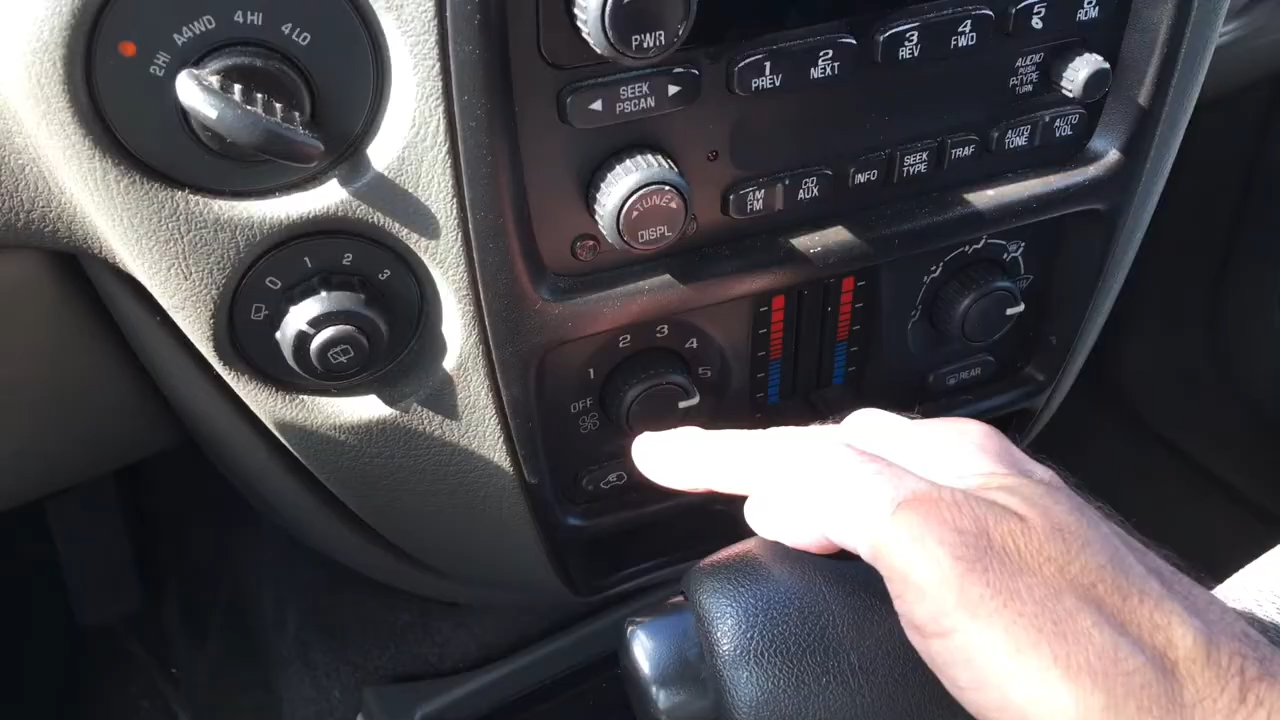 2HI A4WD 4HI 4LO
0 1 2 3
PWR
SEEK
PSCAN
TUNE
DISPL
1
PREV
2
NEXT
3
REV
4
FWD
5
6
RDM
AUDIO
PUSH
P-TYPE
TURN
AM
FM
CD
AUX
INFO
SEEK
TYPE
TRAF
AUTO
TONE
AUTO
VOL
OFF 1 2 3 4 5
REAR